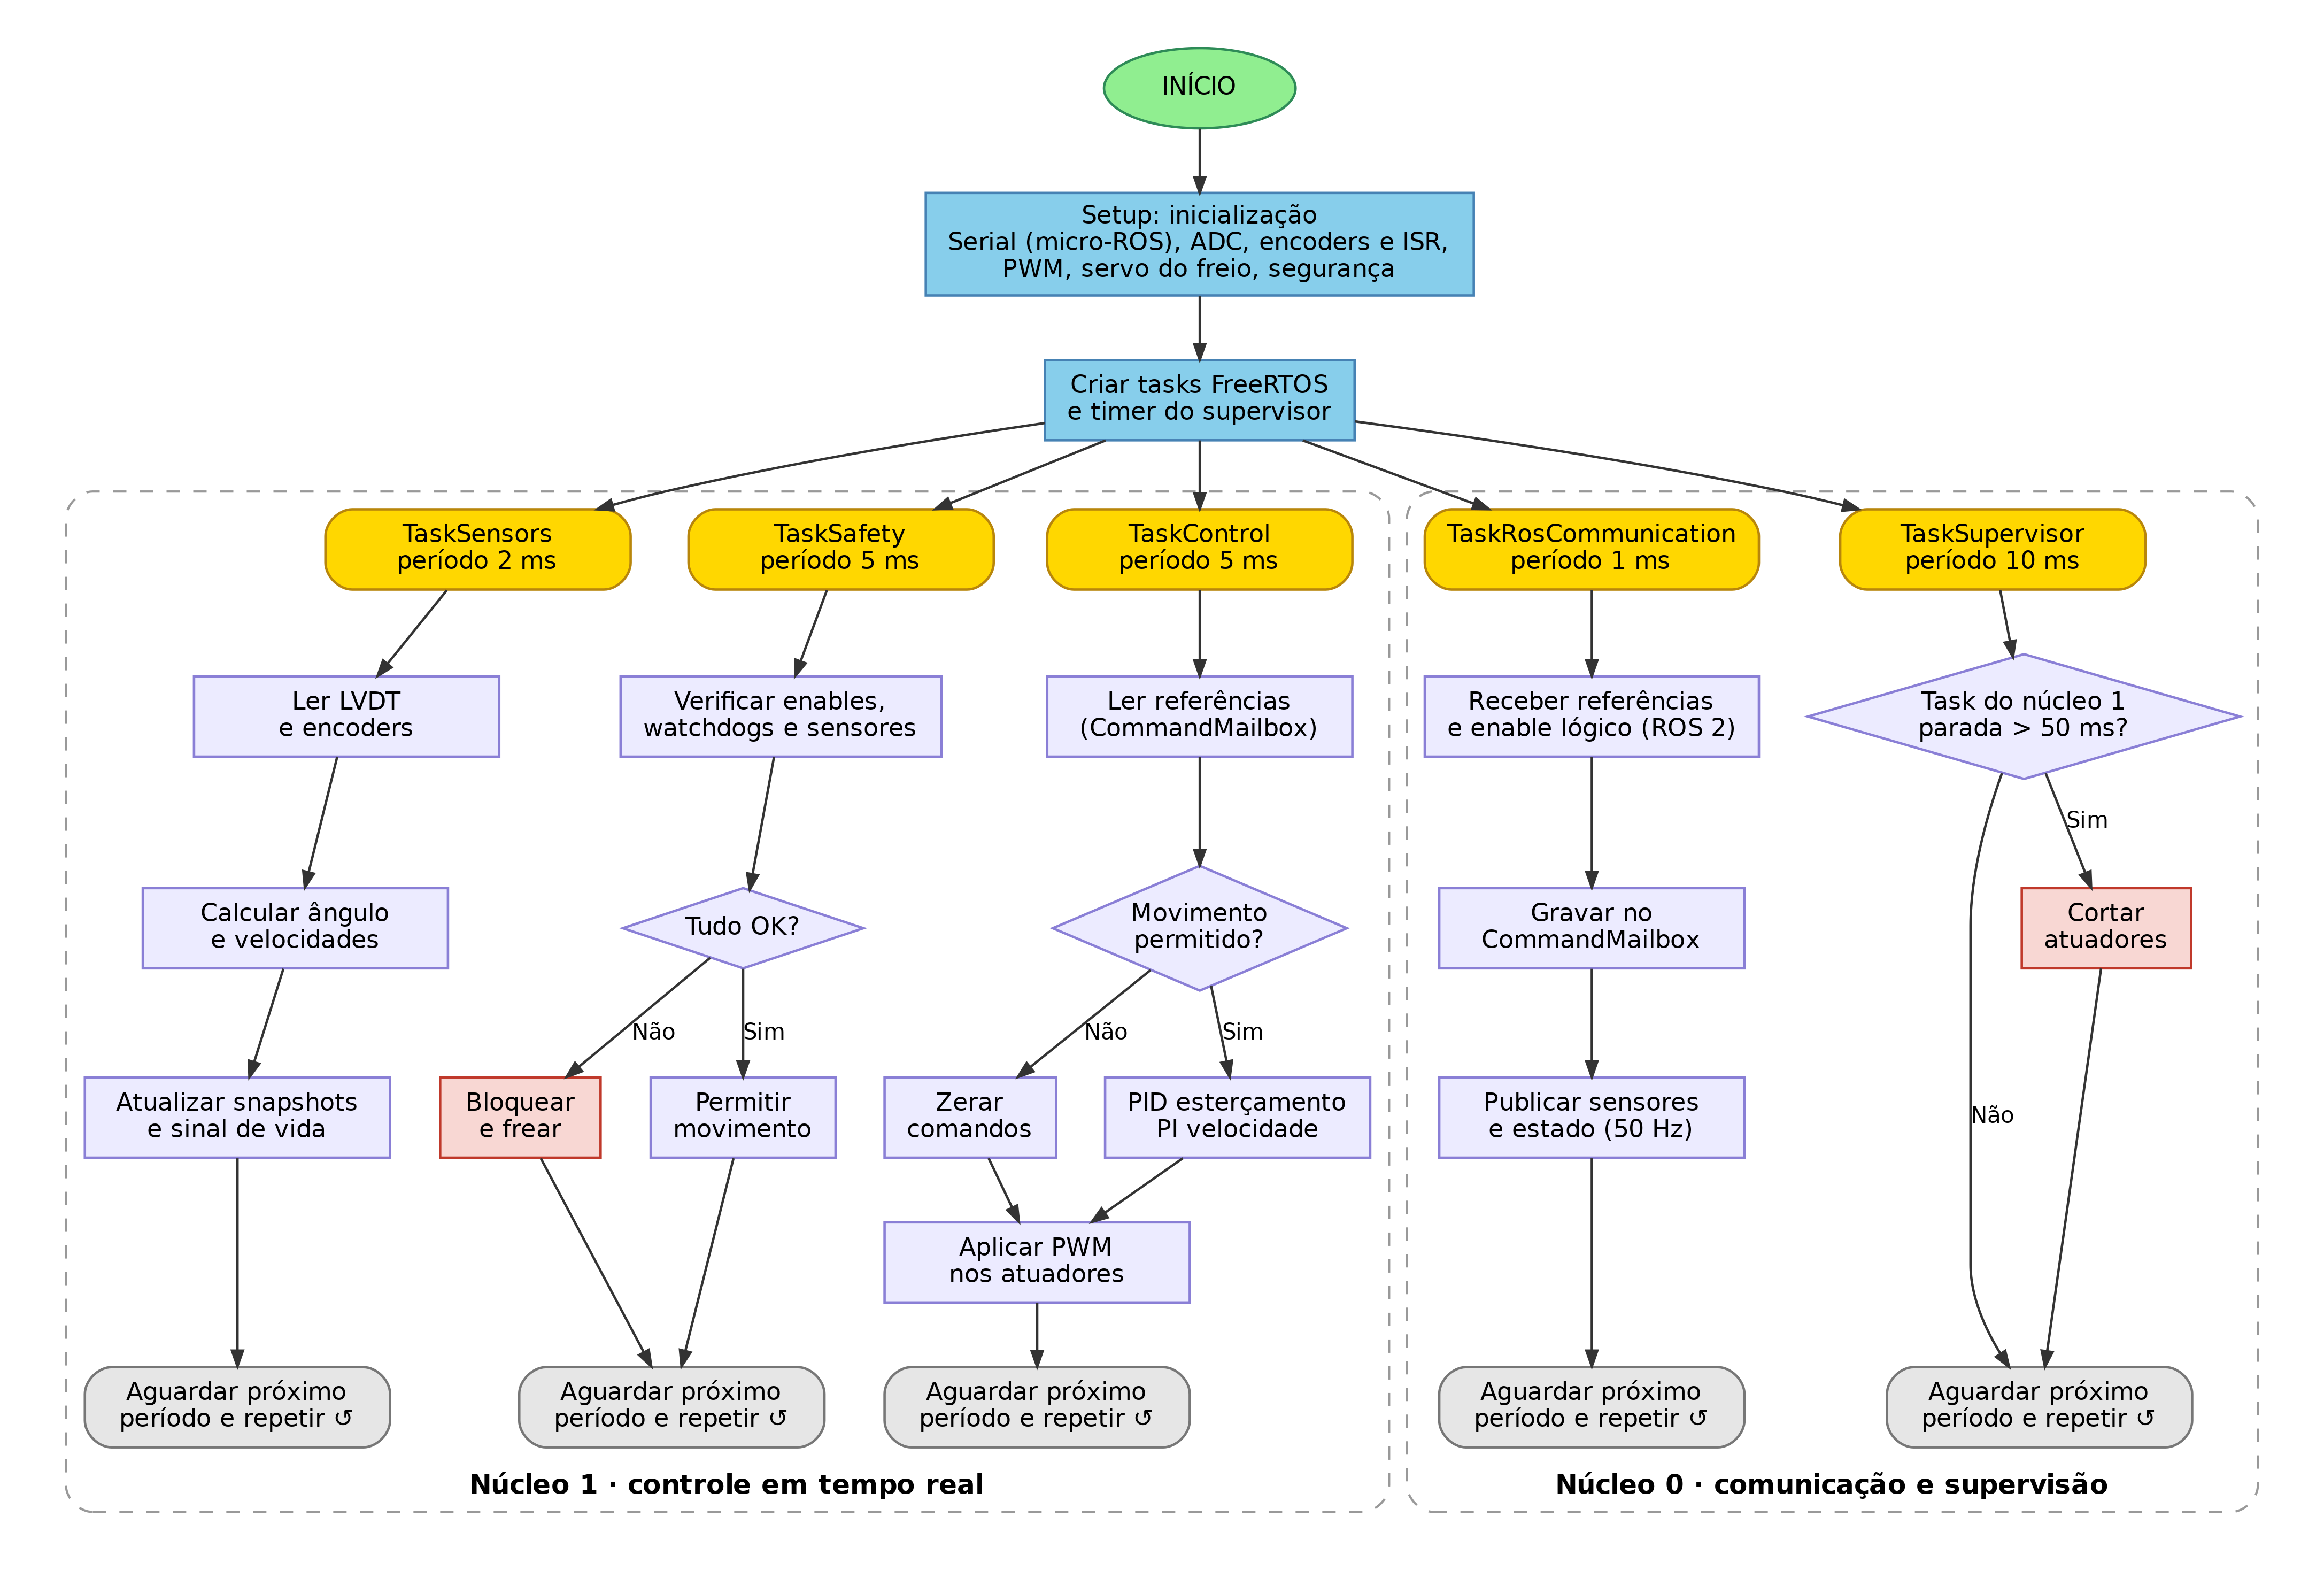 INÍCIO
Setup: inicialização
Serial (micro-ROS), ADC, encoders e ISR,
PWM, servo do freio, segurança
Criar tasks FreeRTOS
e timer do supervisor
TaskSensors
período 2 ms
TaskSafety
período 5 ms
TaskControl
período 5 ms
TaskRosCommunication
período 1 ms
TaskSupervisor
período 10 ms
Ler LVDT
e encoders
Verificar enables,
watchdogs e sensores
Ler referências
(CommandMailbox)
Receber referências
e enable lógico (ROS 2)
Task do núcleo 1
parada > 50 ms?
Sim
Calcular ângulo
e velocidades
Tudo OK?
Movimento
permitido?
Gravar no
CommandMailbox
Cortar
atuadores
Não
Sim
Não
Sim
Atualizar snapshots
e sinal de vida
Bloquear
e frear
Permitir
movimento
Zerar
comandos
PID esterçamento
PI velocidade
Publicar sensores
e estado (50 Hz)
Não
Aplicar PWM
nos atuadores
Aguardar próximo
período e repetir ↺
Aguardar próximo
período e repetir ↺
Aguardar próximo
período e repetir ↺
Aguardar próximo
período e repetir ↺
Aguardar próximo
período e repetir ↺
Núcleo 1 · controle em tempo real
Núcleo 0 · comunicação e supervisão